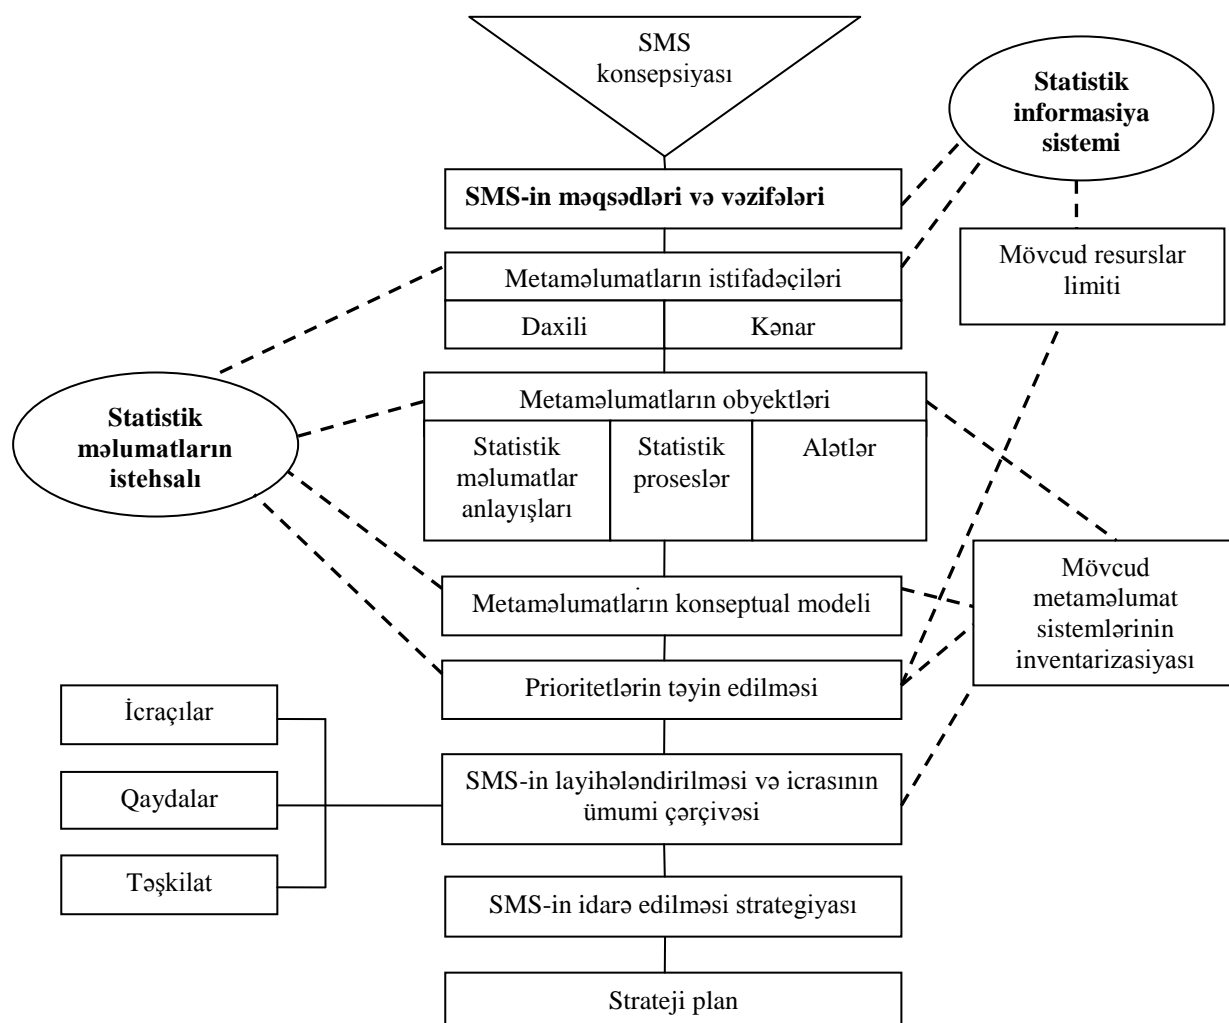 SMS
konsepsiyası
Statistik
informasiya
sistemi
SMS-in məqsədləri və vəzifələri
Mövcud resurslar
limiti
Metaməlumatların istifadəçiləri
Daxili
Kənar
Statistik
məlumatların
istehsalı
Metaməlumatların obyektləri
Statistik
məlumatlar
anlayışları
Statistik
proseslər
Alətlər
Mövcud
metaməlumat
sistemlərinin
inventarizasiyası
Metaməlumatların konseptual modeli
Prioritetlərin təyin edilməsi
İcraçılar
Qaydalar
Təşkilat
SMS-in layihələndirilməsi və icrasının
ümumi çərçivəsi
SMS-in idarə edilməsi strategiyası
Strateji plan